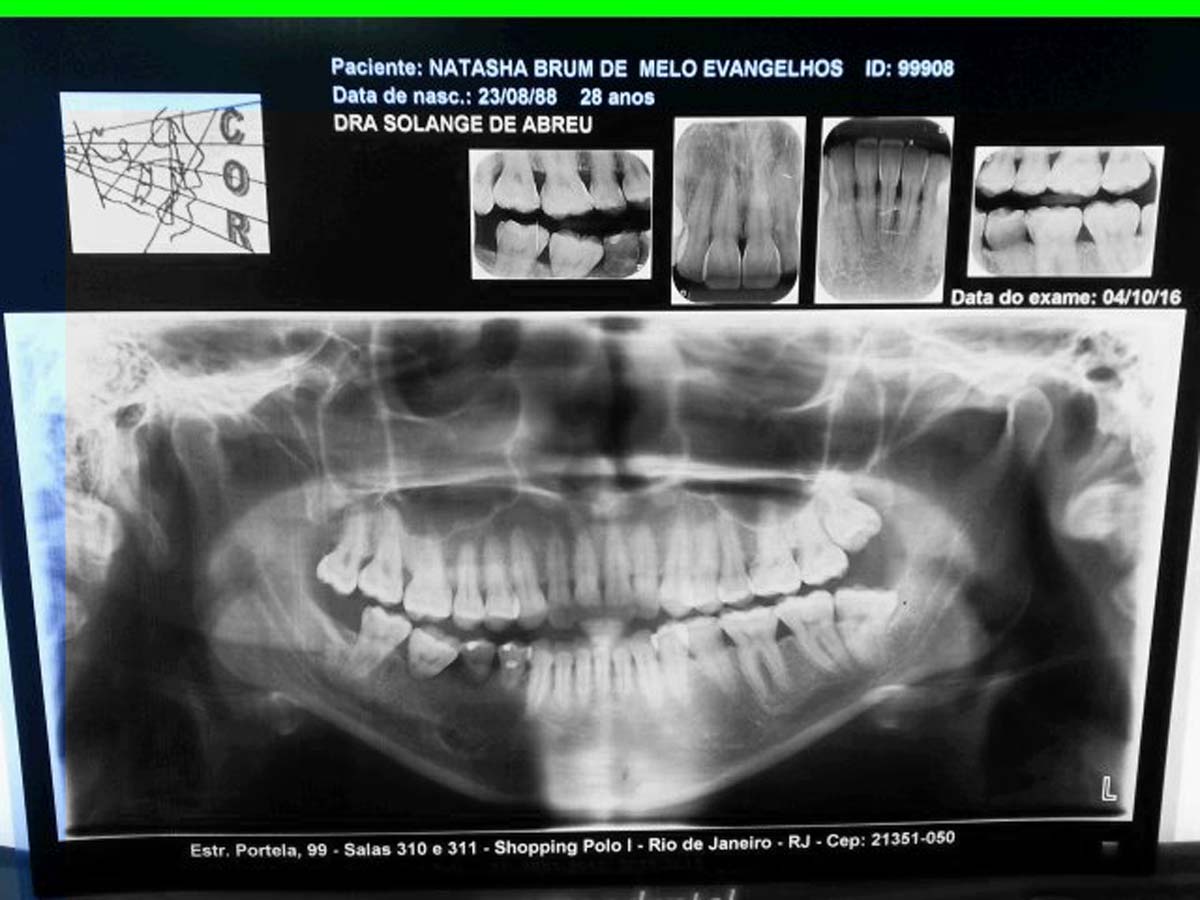 Paciente: NATASHA BRUM DE MELO EVANGELHOS ID: 99908
Data de nasc.: 23/08/88 28 anos
DRA SOLANGE DE ABREU
COR
Data do exame: 04/10/16
L
Estr. Portela, 99 - Salas 310 e 311 - Shopping Polo I - Rio de Janeiro - RJ - Cep: 21351-050